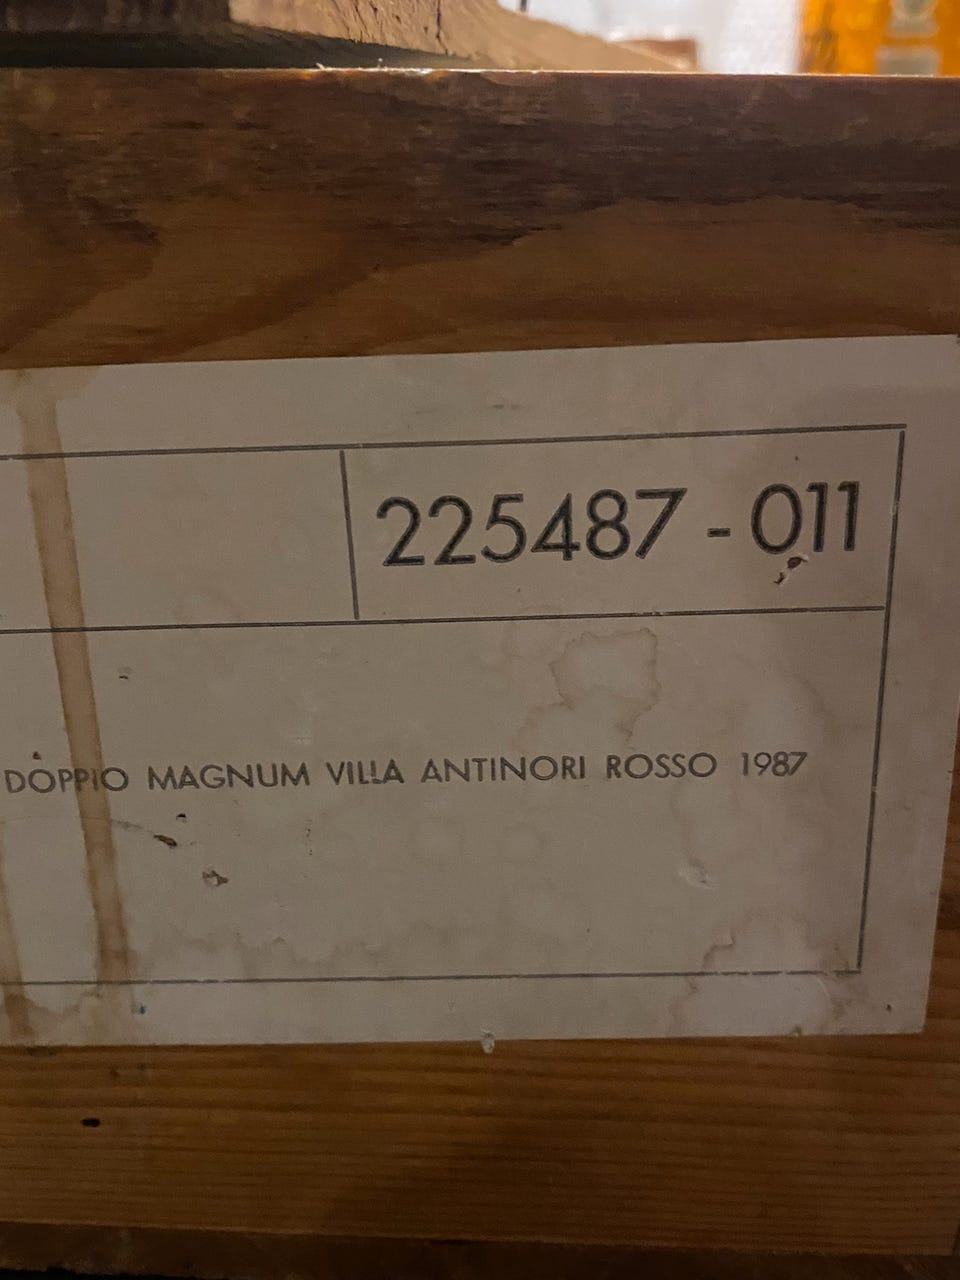 225487 - 011
DOPPIO MAGNUM VILLA ANTINORI ROSSO 1987